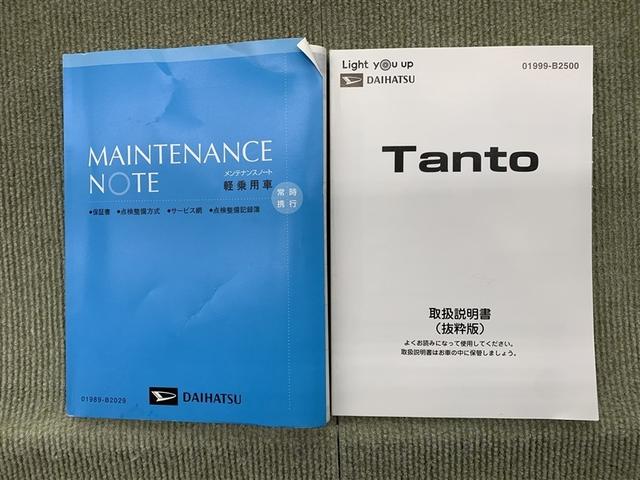 MAINTENANCE
NOTE
メンテナンスノート
軽乗用車
常時
携行
●保証書 ●点検整備方式 ●サービス網 ●点検整備記録簿
01989-B2029
DAIHATSU
Light you up
DAIHATSU
01999-B2500
Tanto
取扱説明書
(抜粋版)
よくお読みになって使用してください。
取扱説明書はお車の中に保管しましょう。